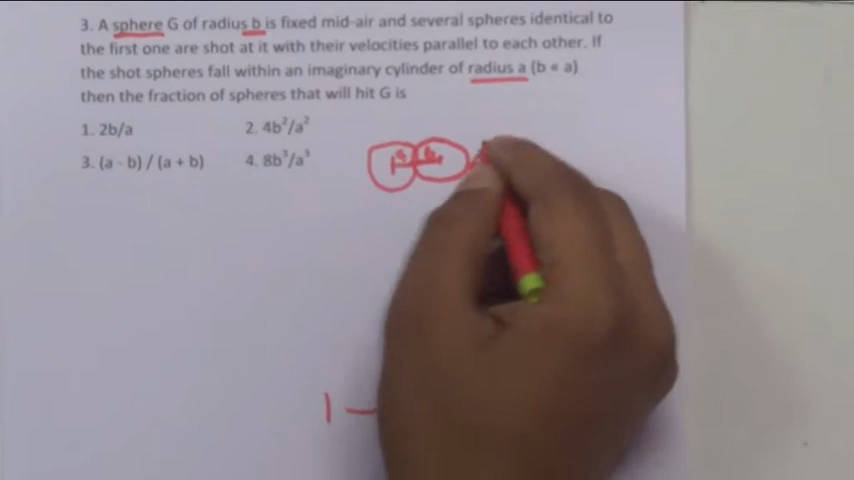 3. A sphere G of radius b is fixed mid-air and several spheres identical to
the first one are shot at it with their velocities parallel to each other. If
the shot spheres fall within an imaginary cylinder of radius a (b « a)
then the fraction of spheres that will hit G is
1. 2b/a 2. 4b²/a²
3. (a - b) / (a + b) 4. 8b³/a³
b
1 –